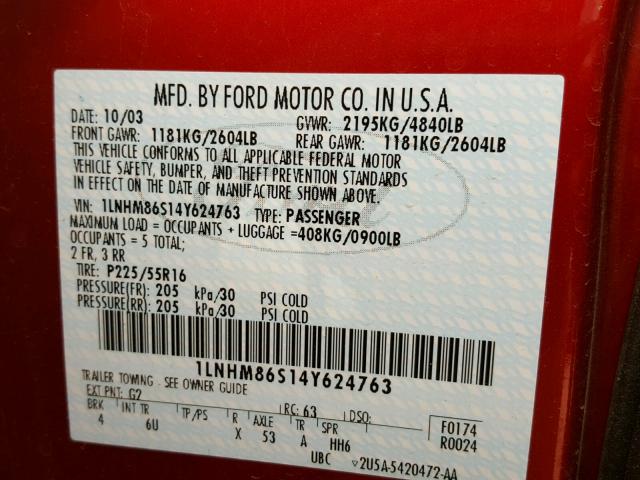 MFD. BY FORD MOTOR CO. IN U.S.A.
DATE: 10/03 GVWR: 2195KG/4840LB
FRONT GAWR: 1181KG/2604LB REAR GAWR: 1181KG/2604LB
THIS VEHICLE CONFORMS TO ALL APPLICABLE FEDERAL MOTOR
VEHICLE SAFETY, BUMPER, AND THEFT PREVENTION STANDARDS
IN EFFECT ON THE DATE OF MANUFACTURE SHOWN ABOVE.
VIN: 1LNHM86S14Y624763 TYPE: PASSENGER
MAXIMUM LOAD = OCCUPANTS + LUGGAGE =408KG/0900LB
OCCUPANTS = 5 TOTAL;
2 FR, 3 RR
TIRE: P225/55R16
PRESSURE(FR): 205 kPa/30 PSI COLD
PRESSURE(RR): 205 kPa/30 PSI COLD
1LNHM86S14Y624763
TRAILER TOWING - SEE OWNER GUIDE
EXT PNT: G2 RC: 63 DSO: F0174
BRK INT TR TP/PS R AXLE TR SPR R0024
4 6U X 53 A HH6
UBC ▽2U5A-5420472-AA